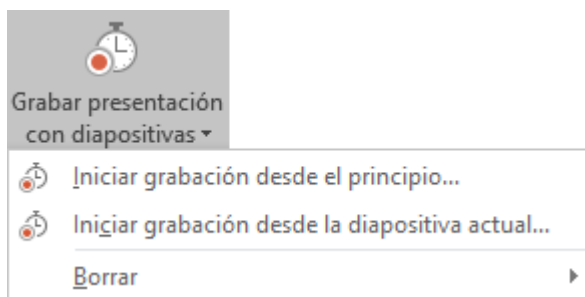 Grabar presentación
con diapositivas
Iniciar grabación desde el principio...
Iniciar grabación desde la diapositiva actual...
Borrar